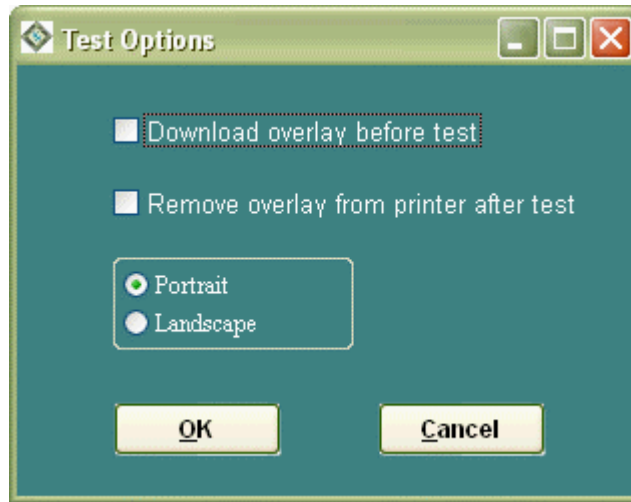 Test Options
Download overlay before test
Remove overlay from printer after test
Portrait
Landscape
OK
Cancel